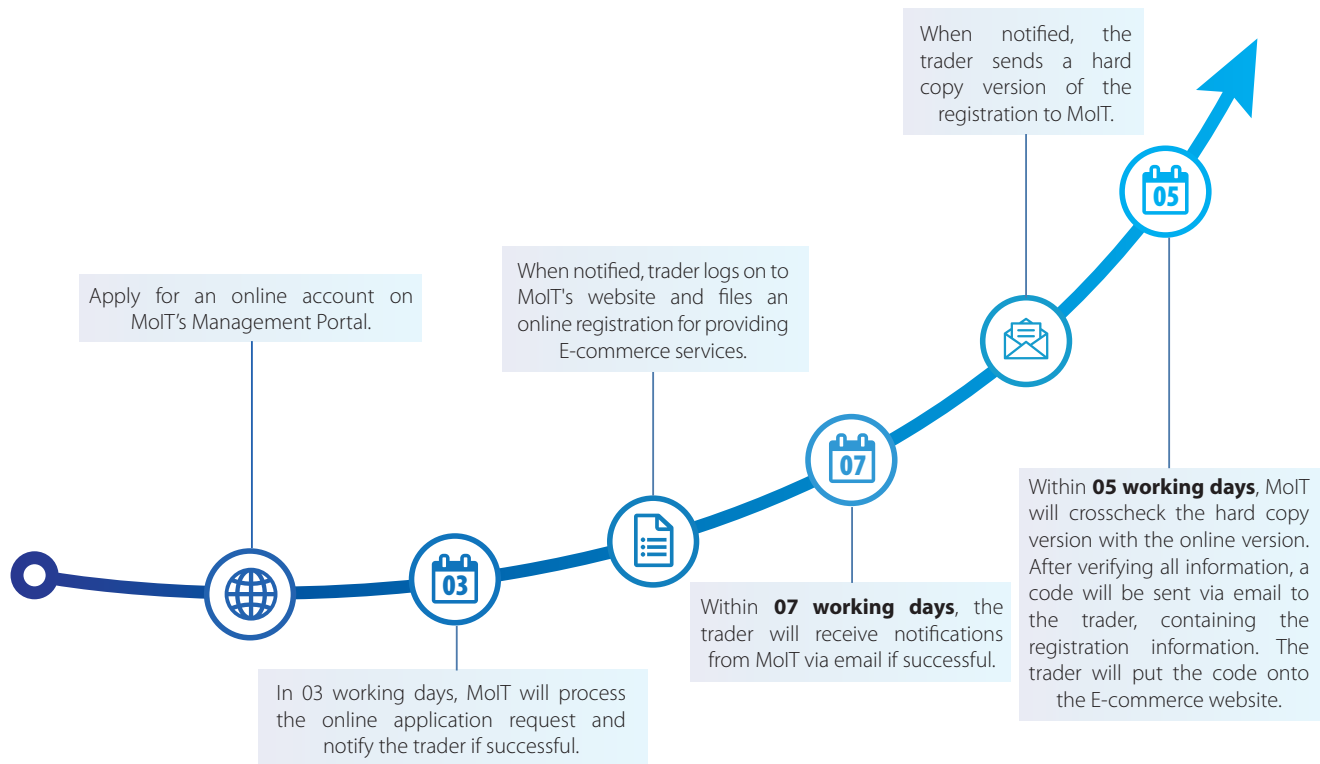 Apply for an online account on
MoIT’s Management Portal.
03
In 03 working days, MoIT will process
the online application request and
notify the trader if successful.
When notified, trader logs on to
MoIT's website and files an
online registration for providing
E-commerce services.
07
Within 07 working days, the
trader will receive notifications
from MoIT via email if successful.
When notified, the
trader sends a hard
copy version of the
registration to MoIT.
05
Within 05 working days, MoIT
will crosscheck the hard copy
version with the online version.
After verifying all information, a
code will be sent via email to
the trader, containing the
registration information. The
trader will put the code onto
the E-commerce website.